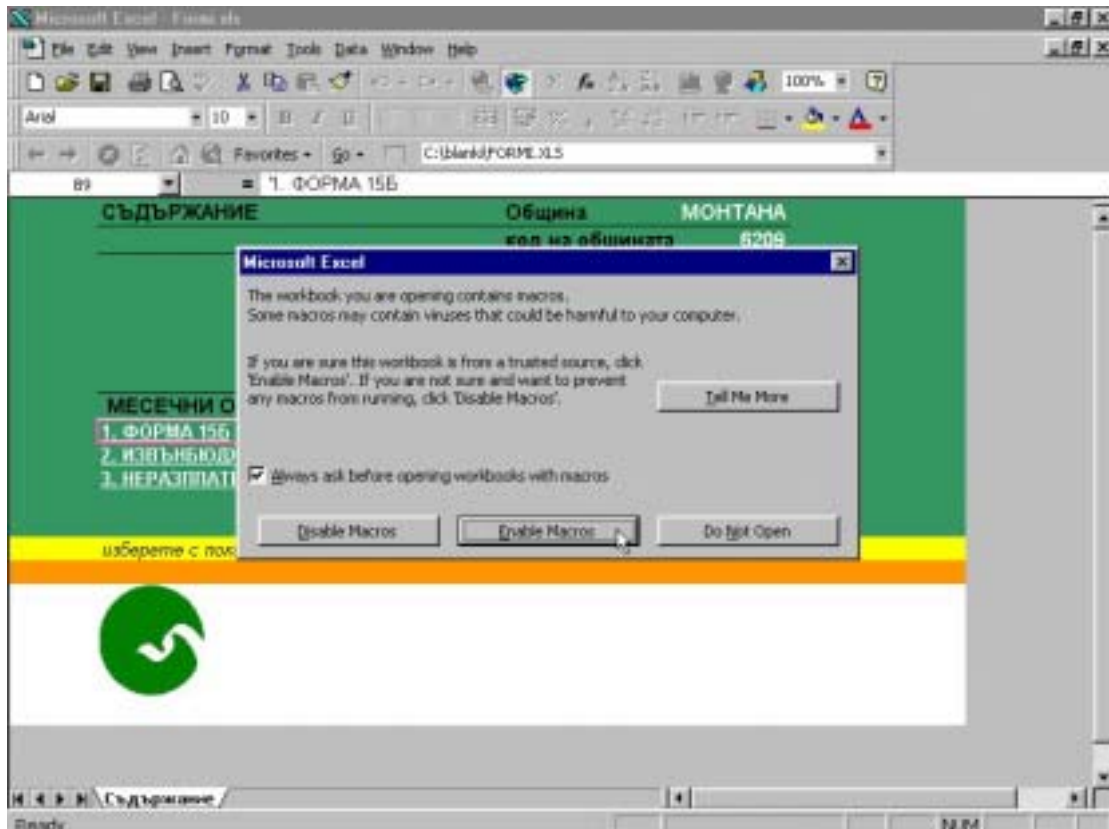 Microsoft Excel - Forme.xls
File Edit View Insert Format Tools Data Window Help
100%
Arial 10 B I U
Favorites Go C:\blanki\FORME.XLS
B9 = '1. ФОРМА 15Б
СЪДЪРЖАНИЕ Община МОНТАНА
код на общината 6209
Microsoft Excel
The workbook you are opening contains macros.
Some macros may contain viruses that could be harmful to your computer.
If you are sure this workbook is from a trusted source, click
'Enable Macros'. If you are not sure and want to prevent
any macros from running, click 'Disable Macros'.
Tell Me More
МЕСЕЧНИ О
1. ФОРМА 15Б
2. ИЗВЪНБЮД
3. НЕРАЗПЛАТ
Always ask before opening workbooks with macros
Disable Macros Enable Macros Do Not Open
изберете с пок
Съдържание
Ready NUM